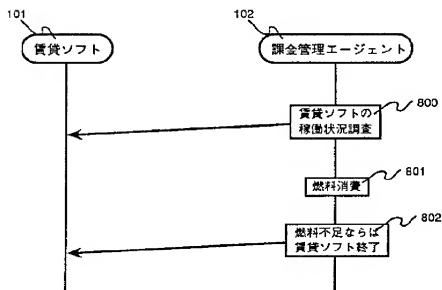 101
賃貸ソフト
102
課金管理エージェント
賃貸ソフトの
稼働状況調査
800
燃料消費
801
燃料不足ならば
賃貸ソフト終了
802